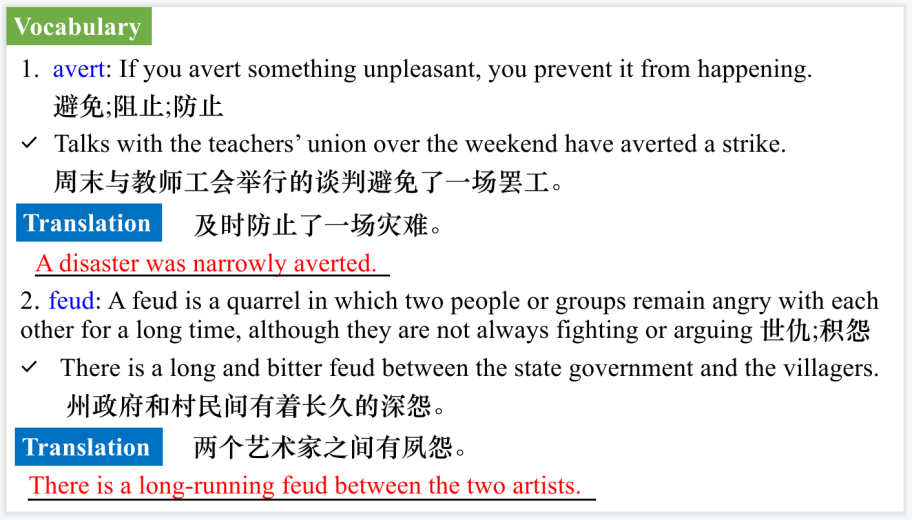 Vocabulary
1. avert: If you avert something unpleasant, you prevent it from happening.
避免;阻止;防止
✓ Talks with the teachers’ union over the weekend have averted a strike.
周末与教师工会举行的谈判避免了一场罢工。
Translation 及时防止了一场灾难。
A disaster was narrowly averted.
2. feud: A feud is a quarrel in which two people or groups remain angry with each
other for a long time, although they are not always fighting or arguing 世仇;积怨
✓ There is a long and bitter feud between the state government and the villagers.
州政府和村民间有着长久的深怨。
Translation 两个艺术家之间有夙怨。
There is a long-running feud between the two artists.